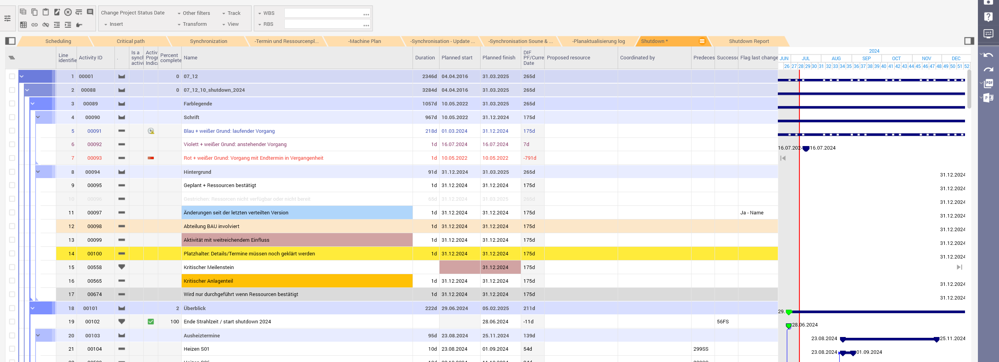 Change Project Status Date Other filters Track WBS ...
Insert Transform View RBS ...
Scheduling Critical path Synchronization -Termin und Ressourcenpl... -Machine Plan -Synchronisation - Update ... -Synchronisation Soune & ... -Planaktualisierung log Shutdown * Shutdown Report
Line identifie Activity ID . Is a synch activi Activ Progr Indica Percent complete Name Duration Planned start Planned finish DIF PF/Curre Date Proposed resource Coordinated by Predeces Successo Flag last change
2024
JUN JUL AUG SEP OCT NOV DEC
26 27 28 29 30 31 32 33 34 35 36 37 38 39 40 41 42 43 44 45 46 47 48 49 50 51 52
1 00001 0 07_12 2346d 04.04.2016 31.03.2025 265d
2 00088 0 07_12_10_shutdown_2024 3284d 04.04.2016 31.03.2025 265d
3 00089 Farblegende 1057d 10.05.2022 31.03.2025 265d
4 00090 Schrift 967d 10.05.2022 31.12.2024 175d
5 00091 Blau + weißer Grund: laufender Vorgang 218d 01.03.2024 31.12.2024 175d
6 00092 Violett + weißer Grund: anstehender Vorgang 1d 16.07.2024 16.07.2024 7d 16.07.202 16.07.2024
7 00093 Rot + weißer Grund: Vorgang mit Endtermin in Vergangenheit 1d 10.05.2022 10.05.2022 -791d
8 00094 Hintergrund 91d 31.12.2024 31.03.2025 265d 31.12.2024
9 00095 Geplant + Ressourcen bestätigt 1d 31.12.2024 31.12.2024 175d 31.12.2024
10 00096 Gestrichen: Ressorcen nicht verfügbar oder nicht bereit 65d 31.12.2024 31.03.2025 265d 31.12.2024
11 00097 Änderungen seit der letzten verteilten Version 1d 31.12.2024 31.12.2024 175d Ja - Name 31.12.2024
12 00098 Abteilung BAU involviert 1d 31.12.2024 31.12.2024 175d 31.12.2024
13 00099 Aktivität mit weitreichendem Einfluss 1d 31.12.2024 31.12.2024 175d 31.12.2024
14 00100 Platzhalter: Details/Termine müssen noch geklärt werden 1d 31.12.2024 31.12.2024 175d 31.12.2024
15 00558 Kritischer Meilenstein 31.12.2024 175d
16 00565 Kritischer Anlagenteil 1d 31.12.2024 31.12.2024 175d 31.12.2024
17 00674 Wird nur durchgeführt wenn Ressourcen bestätigt 1d 31.12.2024 31.12.2024 175d 31.12.2024
18 00101 2 Überblick 222d 29.06.2024 05.02.2025 211d 29.
19 00102 100 Ende Strahlzeit / start shutdown 2024 28.06.2024 -11d 56FS 28.06.2024
20 00103 Ausheiztermine 95d 23.08.2024 25.11.2024 139d 23.08.2024 25.11.2024
21 00104 Heizen S01 10d 23.08.2024 01.09.2024 54d 299SS 23.08.2024 01.09.2024